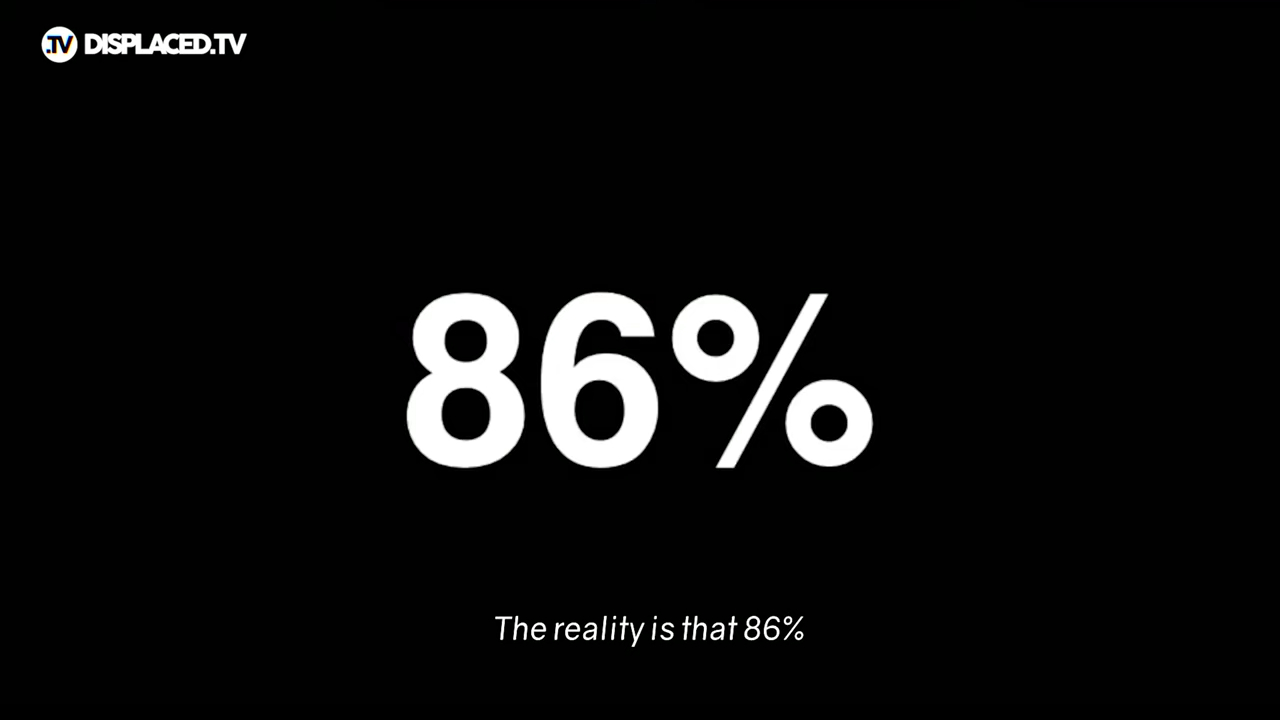 .TV DISPLACED.TV
86%
The reality is that 86%